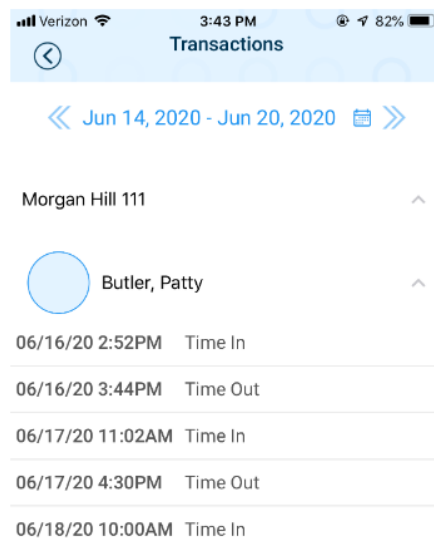 Verizon 3:43 PM 82%
Transactions
Jun 14, 2020 - Jun 20, 2020
Morgan Hill 111
Butler, Patty
06/16/20 2:52PM Time In
06/16/20 3:44PM Time Out
06/17/20 11:02AM Time In
06/17/20 4:30PM Time Out
06/18/20 10:00AM Time In